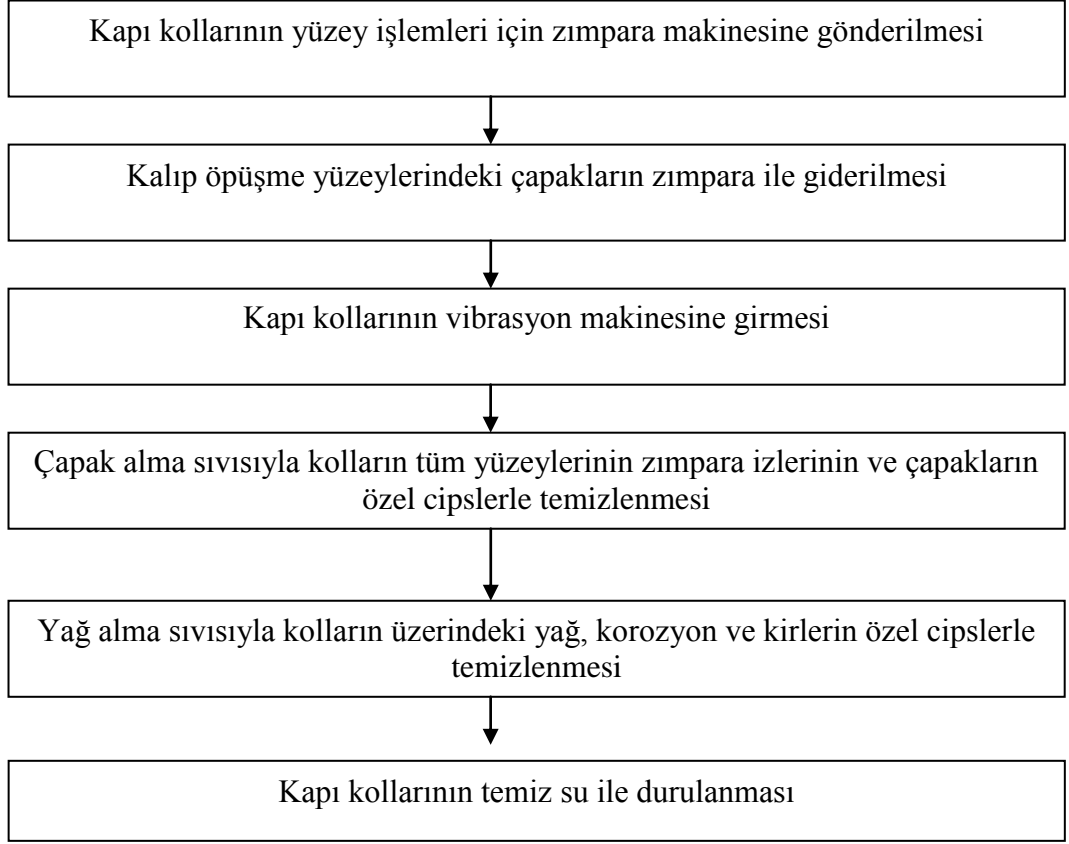 Kapı kollarının yüzey işlemleri için zımpara makinesine gönderilmesi
Kalıp öpüşme yüzeylerindeki çapakların zımpara ile giderilmesi
Kapı kollarının vibrasyon makinesine girmesi
Çapak alma sıvısıyla kolların tüm yüzeylerinin zımpara izlerinin ve çapakların
özel cipslerle temizlenmesi
Yağ alma sıvısıyla kolların üzerindeki yağ, korozyon ve kirlerin özel cipslerle
temizlenmesi
Kapı kollarının temiz su ile durulanması